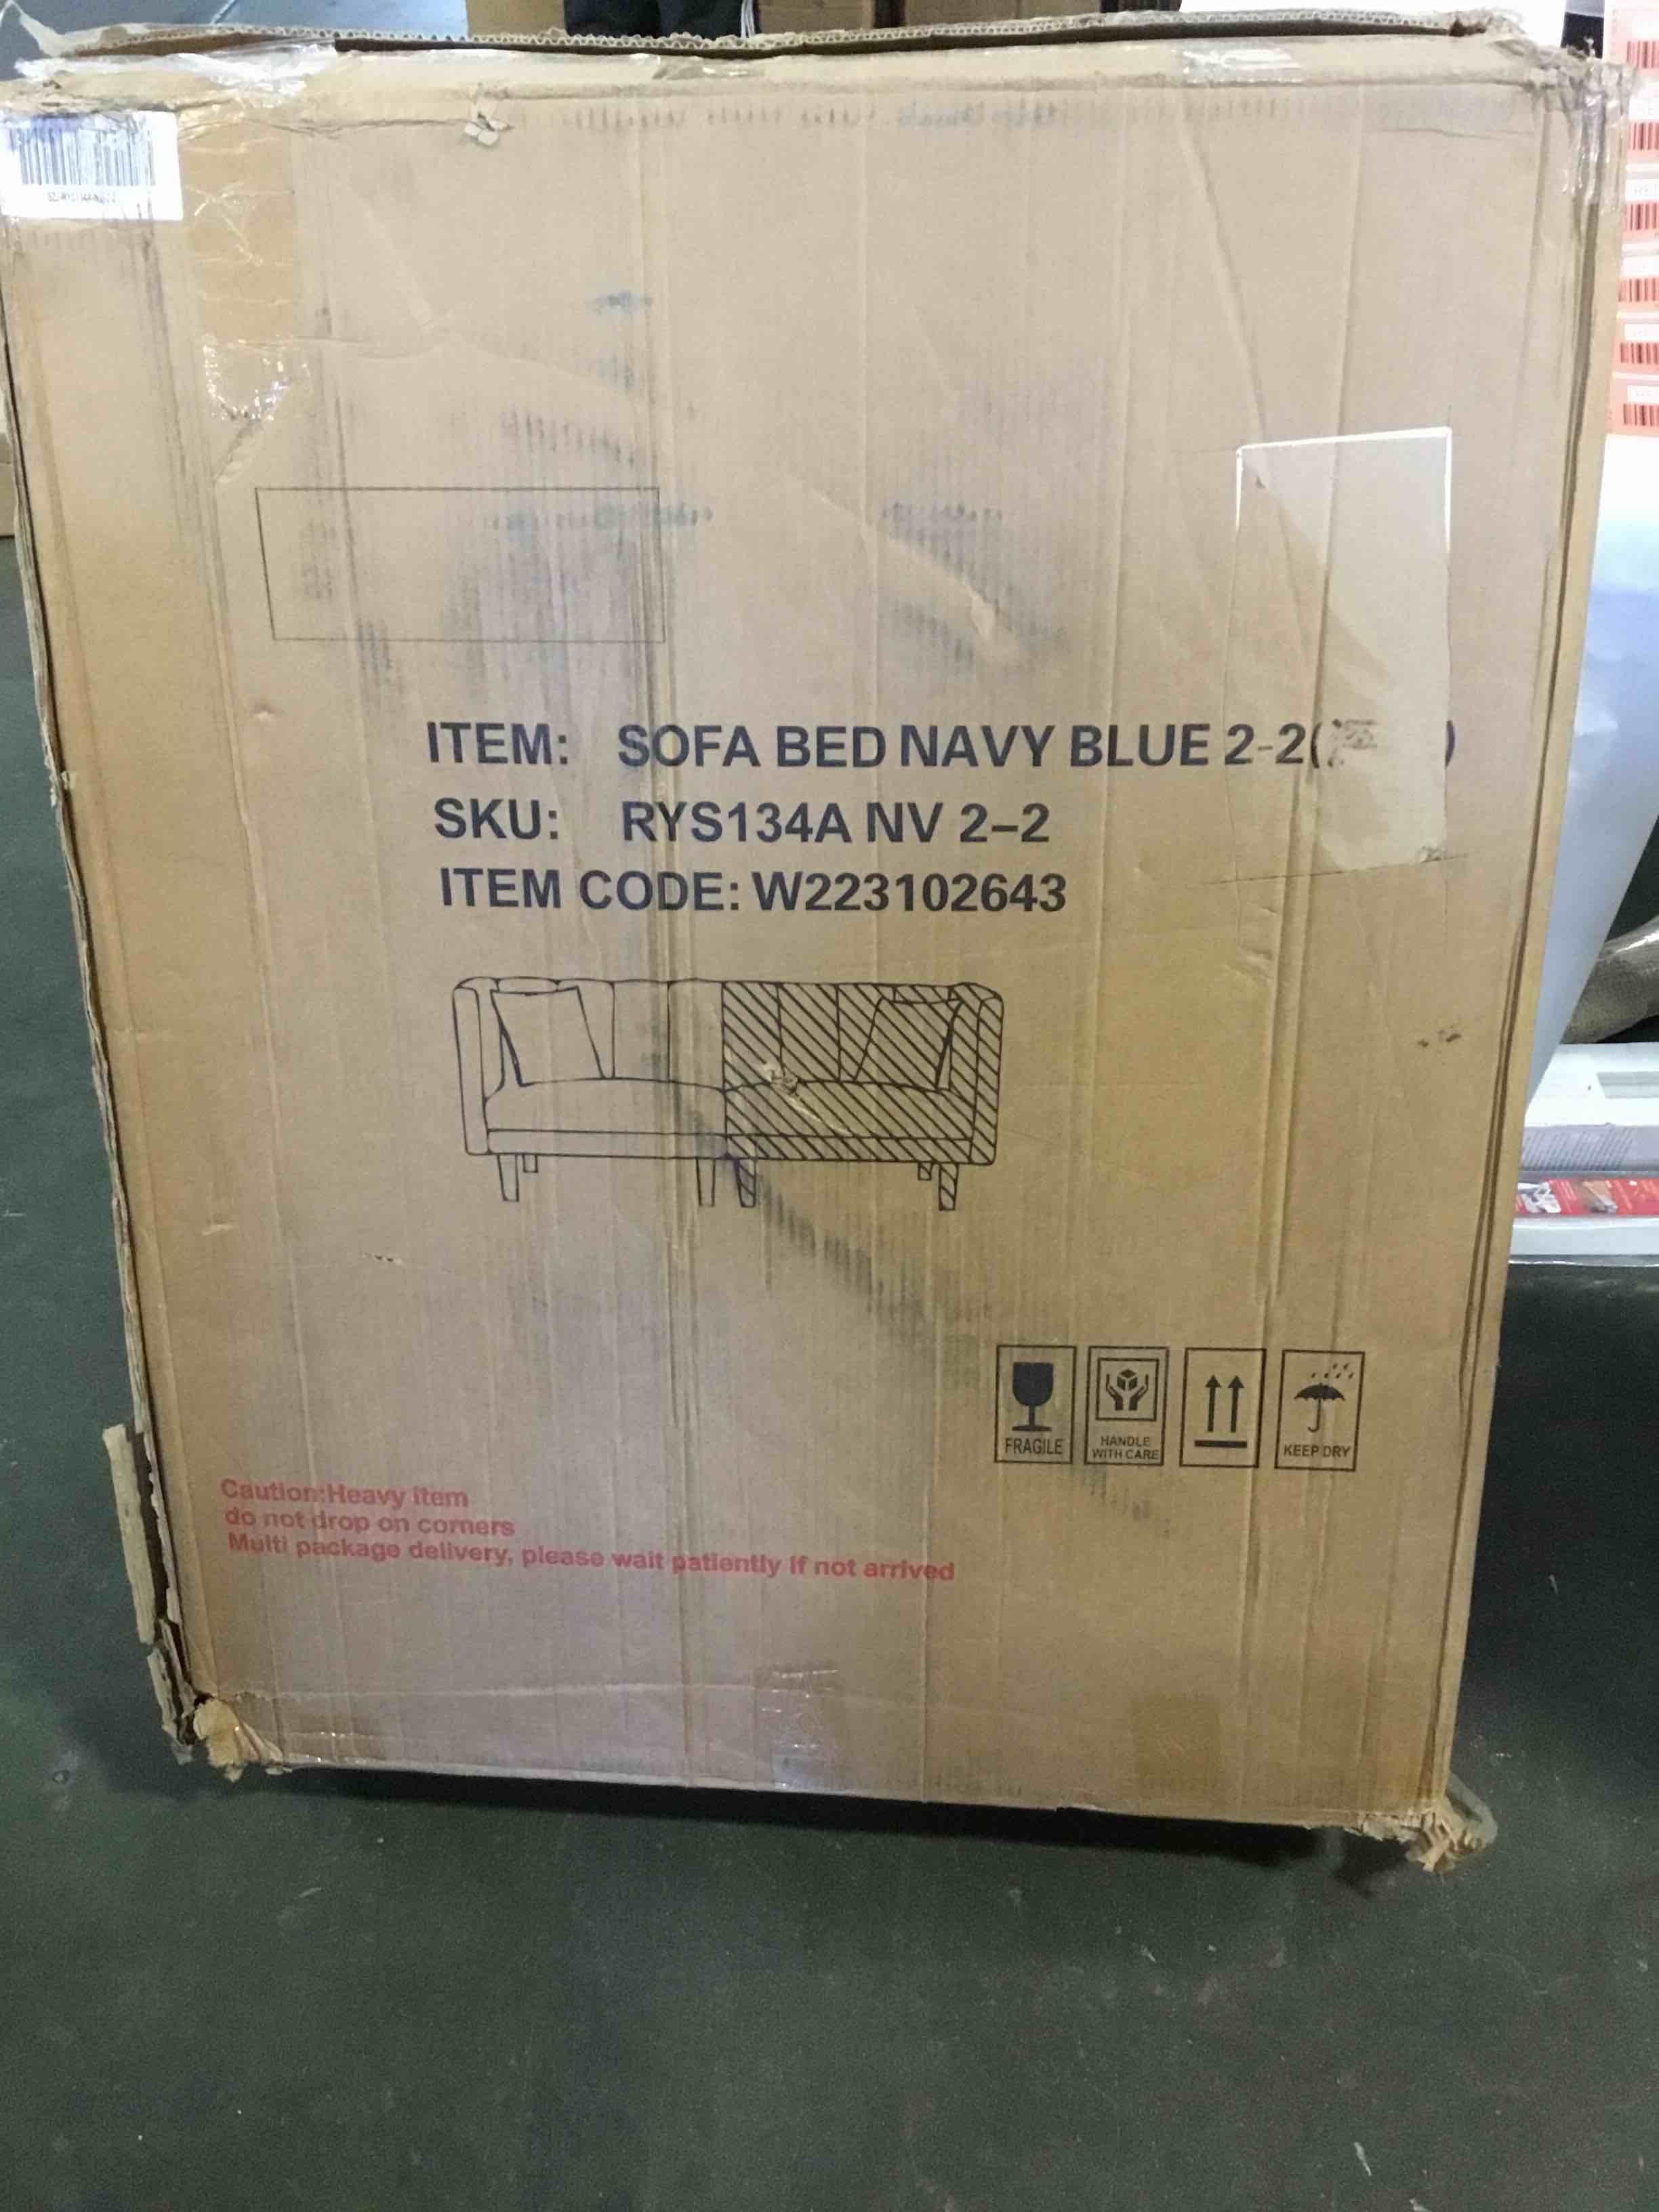 ITEM: SOFA BED NAVY BLUE 2-2( )
SKU: RYS134A NV 2-2
ITEM CODE: W223102643
FRAGILE
HANDLE
WITH CARE
KEEP DRY
Caution:Heavy item
do not drop on corners
Multi package delivery, please wait patiently if not arrived